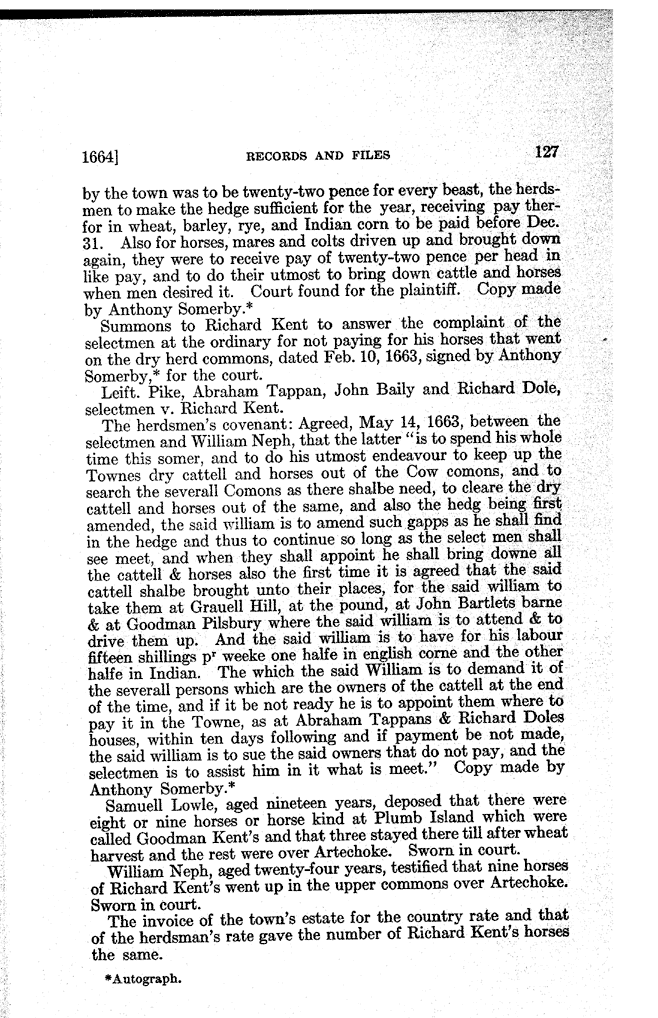 1664] RECORDS AND FILES 127
by the town was to be twenty-two pence for every beast, the herds-
men to make the hedge sufficient for the year, receiving pay ther-
for in wheat, barley, rye, and Indian corn to be paid before Dec.
31. Also for horses, mares and colts driven up and brought down
again, they were to receive pay of twenty-two pence per head in
like pay, and to do their utmost to bring down cattle and horses
when men desired it. Court found for the plaintiff. Copy made
by Anthony Somerby.*
Summons to Richard Kent to answer the complaint of the
selectmen at the ordinary for not paying for his horses that went
on the dry herd commons, dated Feb. 10, 1663, signed by Anthony
Somerby,* for the court.
Leift. Pike, Abraham Tappan, John Baily and Richard Dole,
selectmen v. Richard Kent.
The herdsmen's covenant: Agreed, May 14, 1663, between the
selectmen and William Neph, that the latter "is to spend his whole
time this somer, and to do his utmost endeavour to keep up the
Townes dry cattell and horses out of the Cow comons, and to
search the severall Comons as there shalbe need, to cleare the dry
cattell and horses out of the same, and also the hedg being first
amended, the said william is to amend such gapps as he shall find
in the hedge and thus to continue so long as the select men shall
see meet, and when they shall appoint he shall bring downe all
the cattell & horses also the first time it is agreed that the said
cattell shalbe brought unto their places, for the said william to
take them at Grauell Hill, at the pound, at John Bartlets barne
& at Goodman Pilsbury where the said william is to attend & to
drive them up. And the said william is to have for his labour
fifteen shillings pʳ weeke one halfe in english corne and the other
halfe in Indian. The which the said William is to demand it of
the severall persons which are the owners of the cattell at the end
of the time, and if it be not ready he is to appoint them where to
pay it in the Towne, as at Abraham Tappans & Richard Doles
houses, within ten days following and if payment be not made,
the said william is to sue the said owners that do not pay, and the
selectmen is to assist him in it what is meet." Copy made by
Anthony Somerby.*
Samuell Lowle, aged nineteen years, deposed that there were
eight or nine horses or horse kind at Plumb Island which were
called Goodman Kent's and that three stayed there till after wheat
harvest and the rest were over Artechoke. Sworn in court.
William Neph, aged twenty-four years, testified that nine horses
of Richard Kent's went up in the upper commons over Artechoke.
Sworn in court.
The invoice of the town's estate for the country rate and that
of the herdsman's rate gave the number of Richard Kent's horses
the same.
*Autograph.